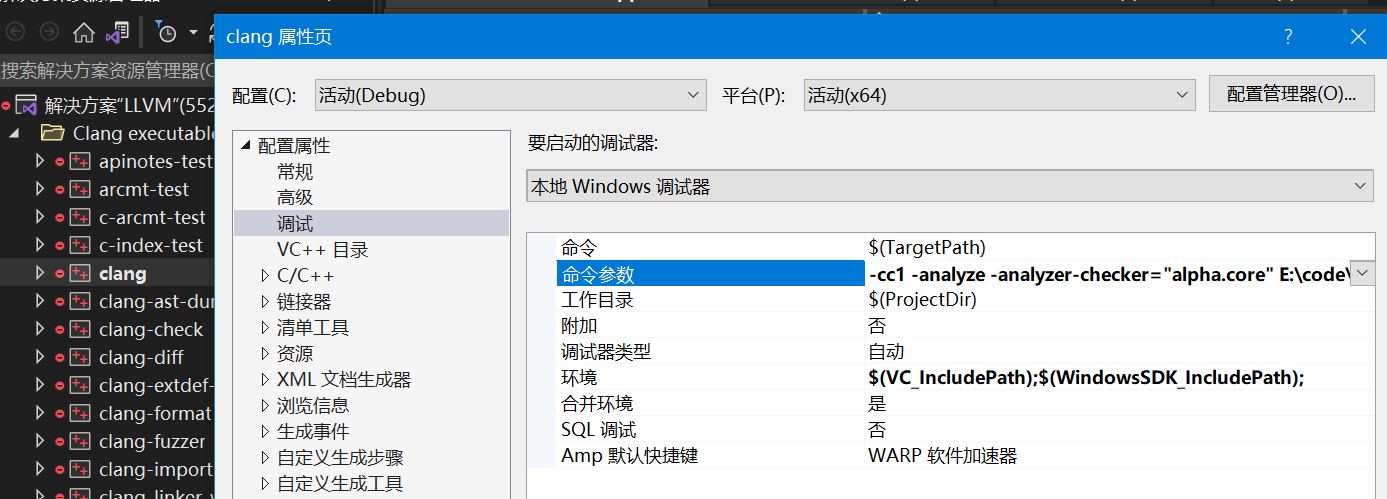 clang 属性页
搜索解决方案资源管理器(C
解决方案"LLVM"(552
Clang executable
apinotes-test
arcmt-test
c-arcmt-test
c-index-test
clang
clang-ast-dur
clang-check
clang-diff
clang-extdef-
clang-format
clang-fuzzer
clang-import
配置(C):
活动(Debug)
平台(P):
活动(x64)
配置管理器(O)...
配置属性
常规
高级
调试
VC++ 目录
C/C++
链接器
清单工具
资源
XML 文档生成器
浏览信息
生成事件
自定义生成步骤
自定义生成工具
要启动的调试器:
本地 Windows 调试器
命令 $(TargetPath)
命令参数 -cc1 -analyze -analyzer-checker="alpha.core" E:\code\
工作目录 $(ProjectDir)
附加 否
调试器类型 自动
环境 $(VC_IncludePath);$(WindowsSDK_IncludePath);
合并环境 是
SQL 调试 否
Amp 默认快捷键 WARP 软件加速器